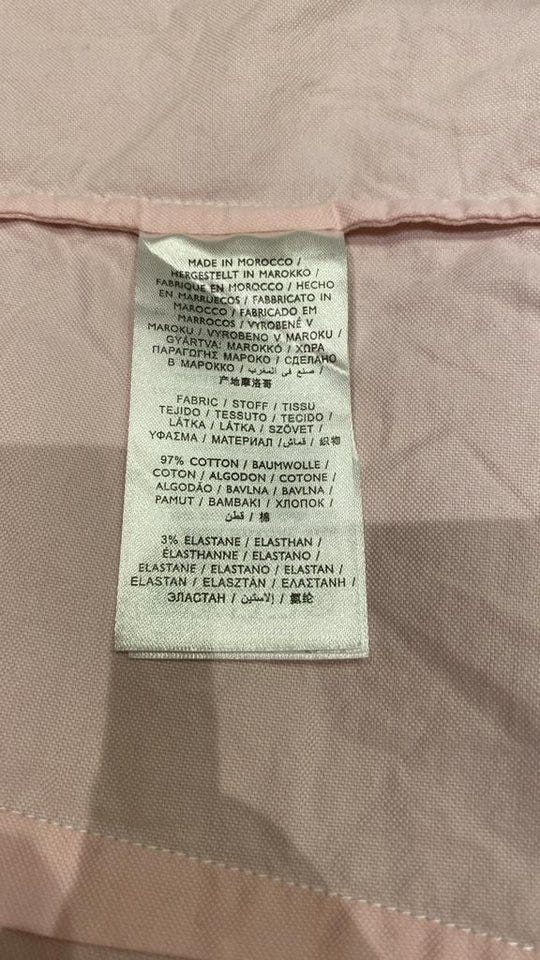 MADE IN MOROCCO /
HERGESTELLT IN MAROKKO /
FABRIQUE EN MOROCCO / HECHO
EN MARRUECOS / FABBRICATO IN
MAROCCO / FABRICADO EM
MARROCOS / VYROBENÉ V
MAROKU / VYROBENO V MAROKU /
GYÁRTVA: MAROKKÓ / ΧΩΡΑ
ΠΑΡΑΓΩΓΗΣ ΜΑΡΟΚΟ / СДЕЛАНО
В МАРОККО / صنع فى المغرب /
产地摩洛哥
FABRIC / STOFF / TISSU
TEJIDO / TESSUTO / TECIDO /
LÁTKA / LÁTKA / SZÖVET /
ΥΦΑΣΜΑ / МАТЕРИАЛ / قماش / 织物
97% COTTON / BAUMWOLLE /
COTON / ALGODON / COTONE /
ALGODÃO / BAVLNA / BAVLNA /
PAMUT / BAMBAKI / ХЛОПОК /
قطن / 棉
3% ELASTANE / ELASTHAN /
ÉLASTHANNE / ELASTANO /
ELASTANE / ELASTANO / ELASTAN /
ELASTAN / ELASZTÁN / ΕΛΑΣΤΑΝΗ /
ЭЛАСТАН / إلاستين / 氨纶